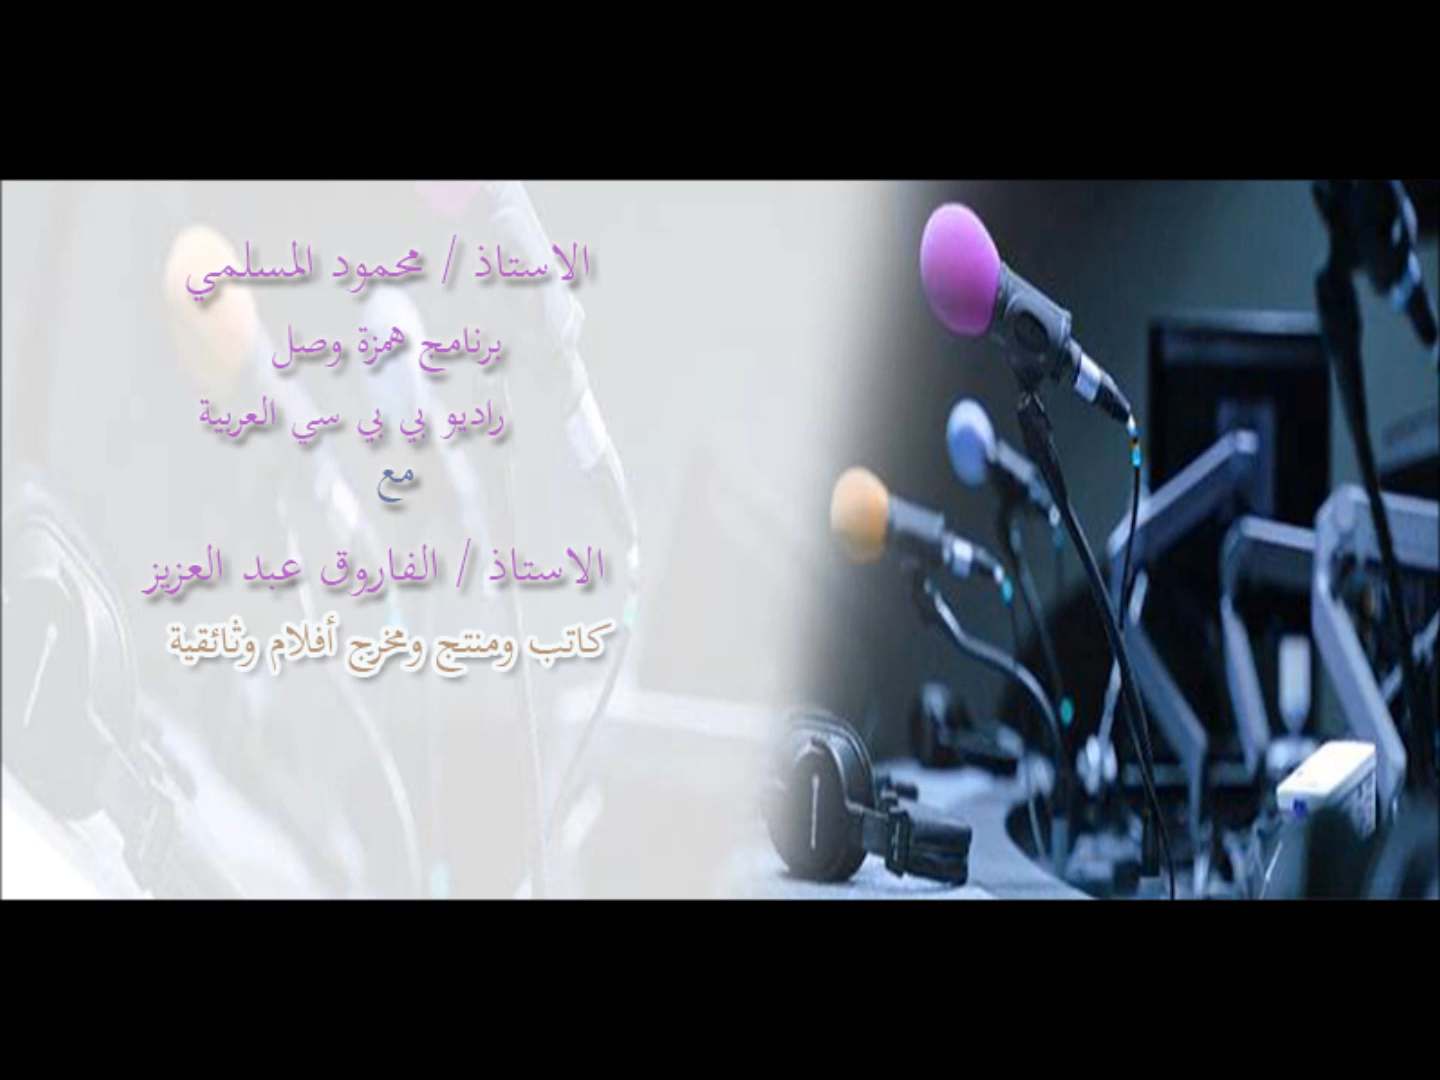 الاستاذ / محمود المسلمي
برنامج همزة وصل
راديو بي بي سي العربية
مع
الاستاذ / الفاروق عبد العزيز
كاتب ومنتج ومخرج أفلام وثائقية